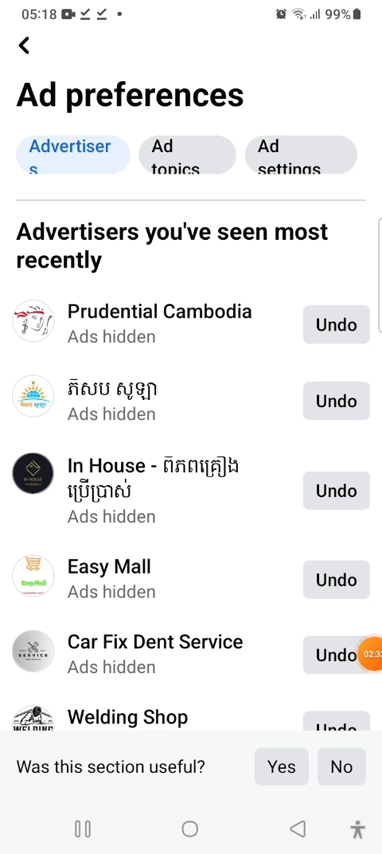 05:18
99%
Ad preferences
Advertiser
s
Ad
topics
Ad
settings
Advertisers you've seen most
recently
Prudential Cambodia
Ads hidden
Undo
ភ៏សប សូឡា
Ads hidden
Undo
In House - ព៏ភពគ្រឿង
ប្រើប្រាស់
Ads hidden
Undo
Easy Mall
Ads hidden
Undo
Car Fix Dent Service
Ads hidden
Undo
Welding Shop
Undo
Was this section useful?
Yes
No